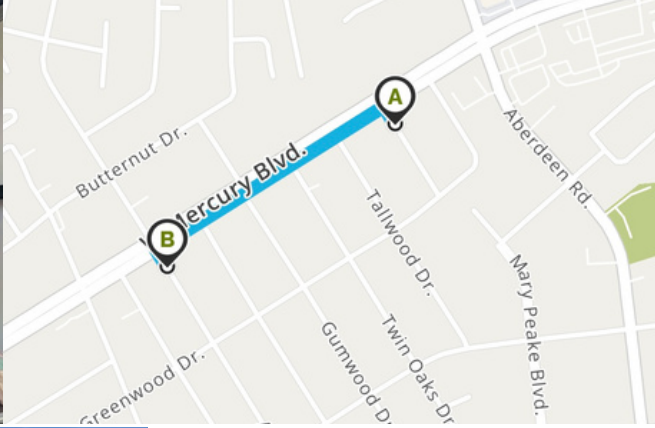 A
Aberdeen Rd.
Butternut Dr.
Mercury Blvd.
Tallwood Dr.
B
Mary Peake Blvd.
Greenwood Dr.
Gumwood Dr
Twin Oaks Dr.